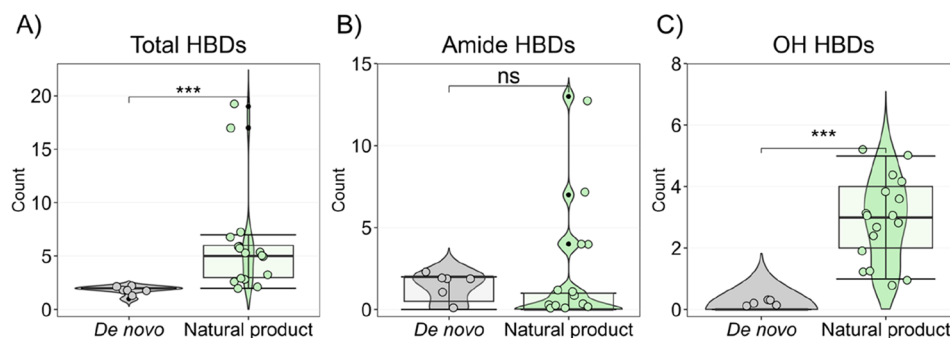 A)
Total HBDs
Count
20
15
10
5
0
***
De novo
Natural product
B)
Amide HBDs
Count
15
10
5
0
ns
De novo
Natural product
C)
OH HBDs
Count
8
6
4
2
0
***
De novo
Natural product